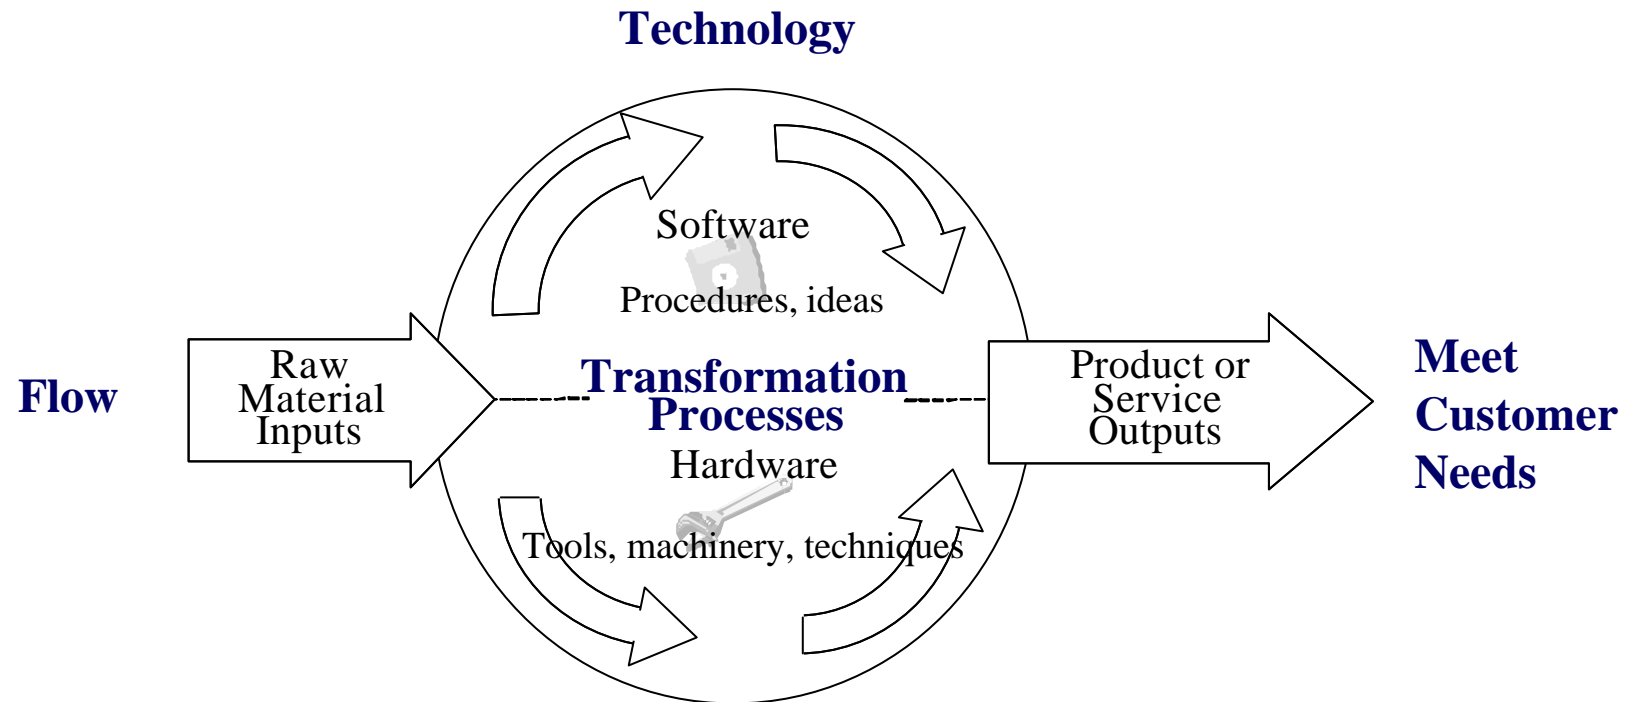 Technology
Software
Procedures, ideas
Flow
Raw
Material
Inputs
Transformation
Processes
Product or
Service
Outputs
Meet
Customer
Needs
Hardware
Tools, machinery, techniques